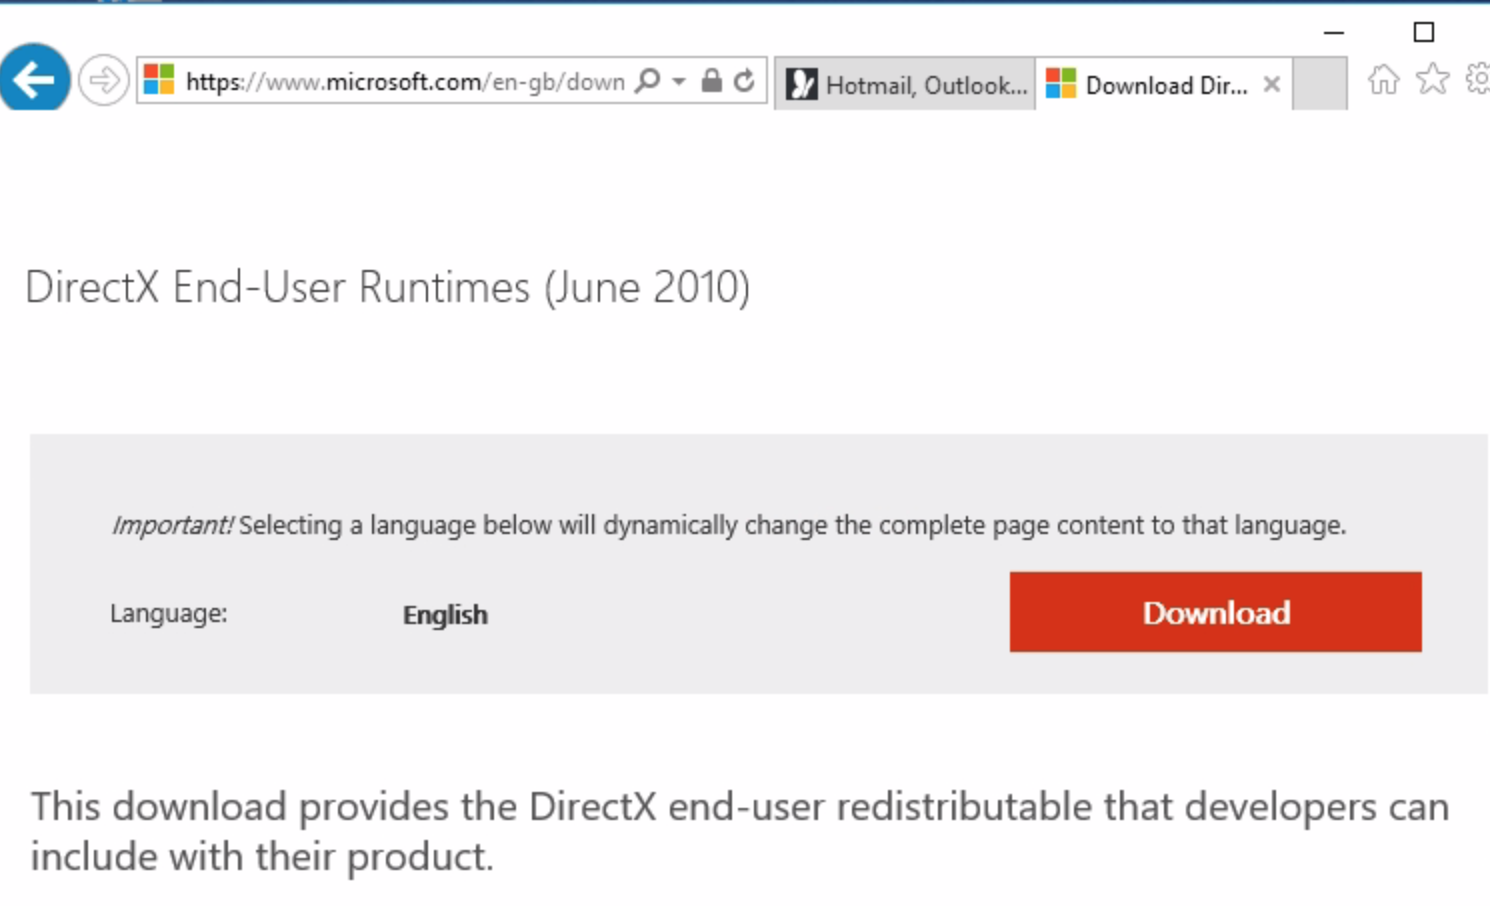 https://www.microsoft.com/en-gb/down
Hotmail, Outlook...
Download Dir...
DirectX End-User Runtimes (June 2010)
Important! Selecting a language below will dynamically change the complete page content to that language.
Language:
English
Download
This download provides the DirectX end-user redistributable that developers can
include with their product.